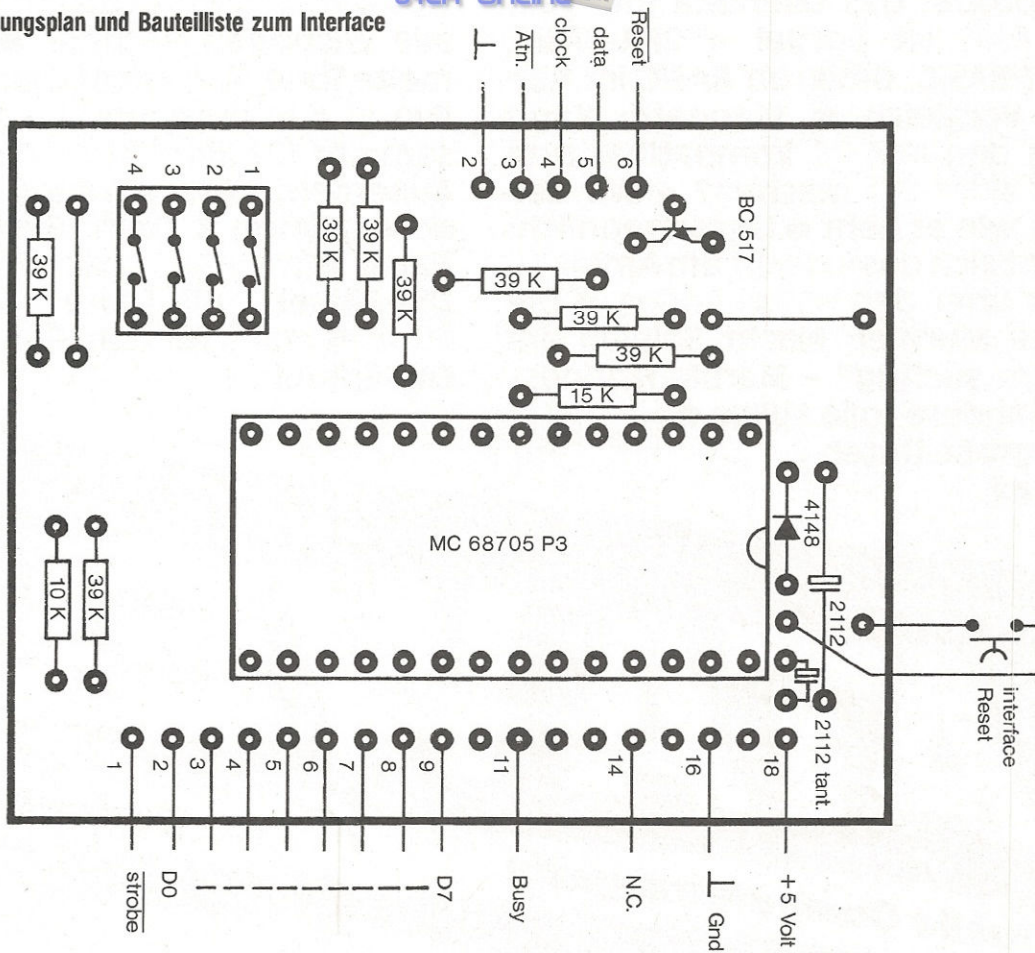 ungsplan und Bauteilliste zum Interface
Reset
data
clock
Atn.
6
5
4
3
2
4
3
2
1
BC 517
39 K
39 K
39 K
39 K
39 K
39 K
39 K
15 K
MC 68705 P3
4148
2112
2112 tant.
interface
Reset
10 K
39 K
1
2
3
4
5
6
7
8
9
11
14
16
18
strobe
D0
D7
Busy
N.C.
Gnd
+5 Volt